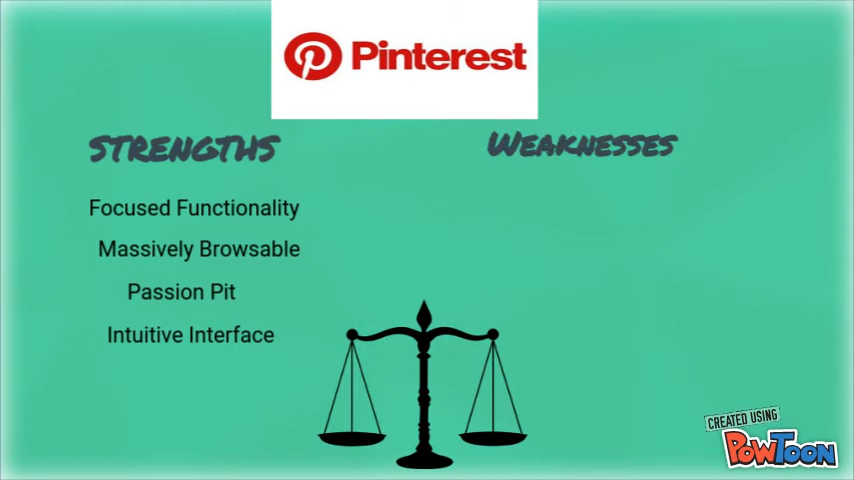 Pinterest
STRENGTHS
WEAKNESSES
Focused Functionality
Massively Browsable
Passion Pit
Intuitive Interface
CREATED USING
POWTOON